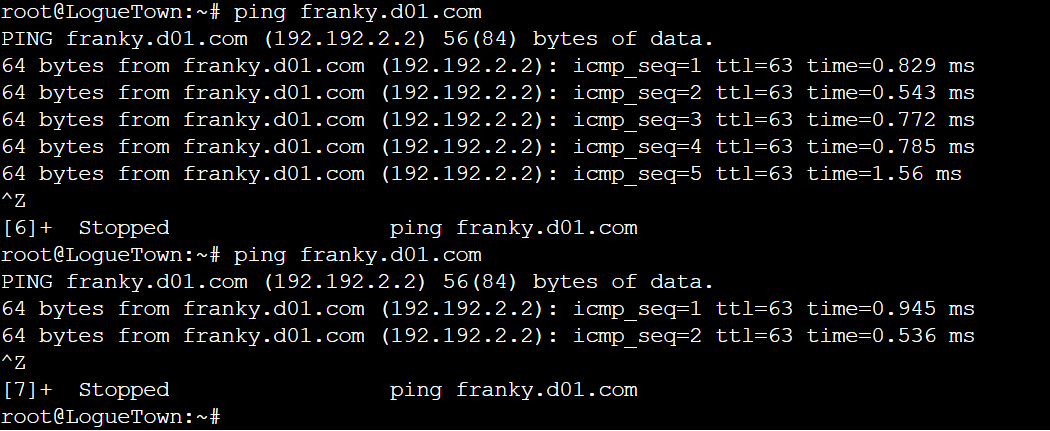 root@LogueTown:~# ping franky.d01.com
PING franky.d01.com (192.192.2.2) 56(84) bytes of data.
64 bytes from franky.d01.com (192.192.2.2): icmp_seq=1 ttl=63 time=0.829 ms
64 bytes from franky.d01.com (192.192.2.2): icmp_seq=2 ttl=63 time=0.543 ms
64 bytes from franky.d01.com (192.192.2.2): icmp_seq=3 ttl=63 time=0.772 ms
64 bytes from franky.d01.com (192.192.2.2): icmp_seq=4 ttl=63 time=0.785 ms
64 bytes from franky.d01.com (192.192.2.2): icmp_seq=5 ttl=63 time=1.56 ms
^Z
[6]+  Stopped                 ping franky.d01.com
root@LogueTown:~# ping franky.d01.com
PING franky.d01.com (192.192.2.2) 56(84) bytes of data.
64 bytes from franky.d01.com (192.192.2.2): icmp_seq=1 ttl=63 time=0.945 ms
64 bytes from franky.d01.com (192.192.2.2): icmp_seq=2 ttl=63 time=0.536 ms
^Z
[7]+  Stopped                 ping franky.d01.com
root@LogueTown:~#